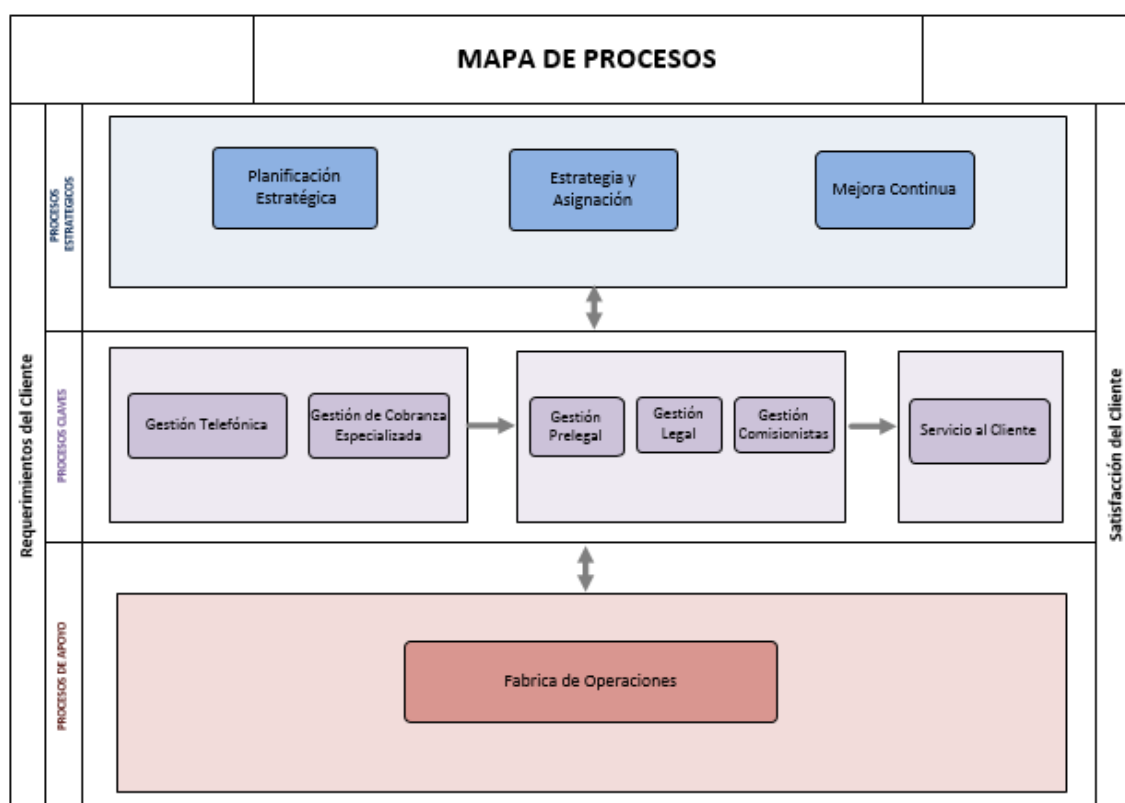 MAPA DE PROCESOS
Requerimientos del Cliente
PROCESOS
ESTRATEGICOS
Planificación
Estratégica
Estrategia y
Asignación
Mejora Continua
PROCESOS CLAVES
Gestión Telefónica
Gestión de Cobranza
Especializada
Gestión
Prelegal
Gestión
Legal
Gestión
Comisionistas
Servicio al Cliente
PROCESOS DE APOYO
Fabrica de Operaciones
Satisfacción del cliente